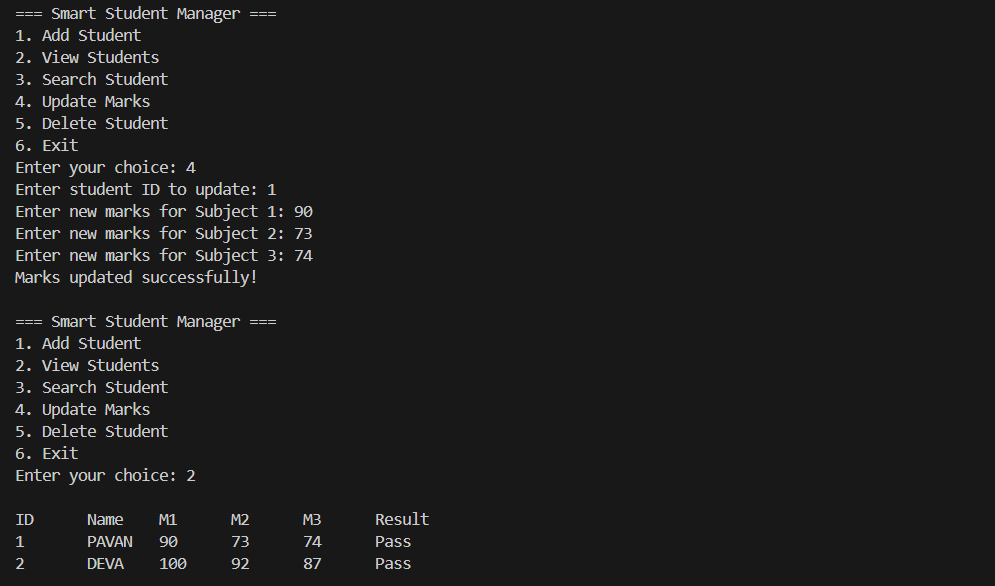 === Smart Student Manager ===
1. Add Student
2. View Students
3. Search Student
4. Update Marks
5. Delete Student
6. Exit
Enter your choice: 4
Enter student ID to update: 1
Enter new marks for Subject 1: 90
Enter new marks for Subject 2: 73
Enter new marks for Subject 3: 74
Marks updated successfully!
=== Smart Student Manager ===
1. Add Student
2. View Students
3. Search Student
4. Update Marks
5. Delete Student
6. Exit
Enter your choice: 2
ID Name M1 M2 M3 Result
1 PAVAN 90 73 74 Pass
2 DEVA 100 92 87 Pass